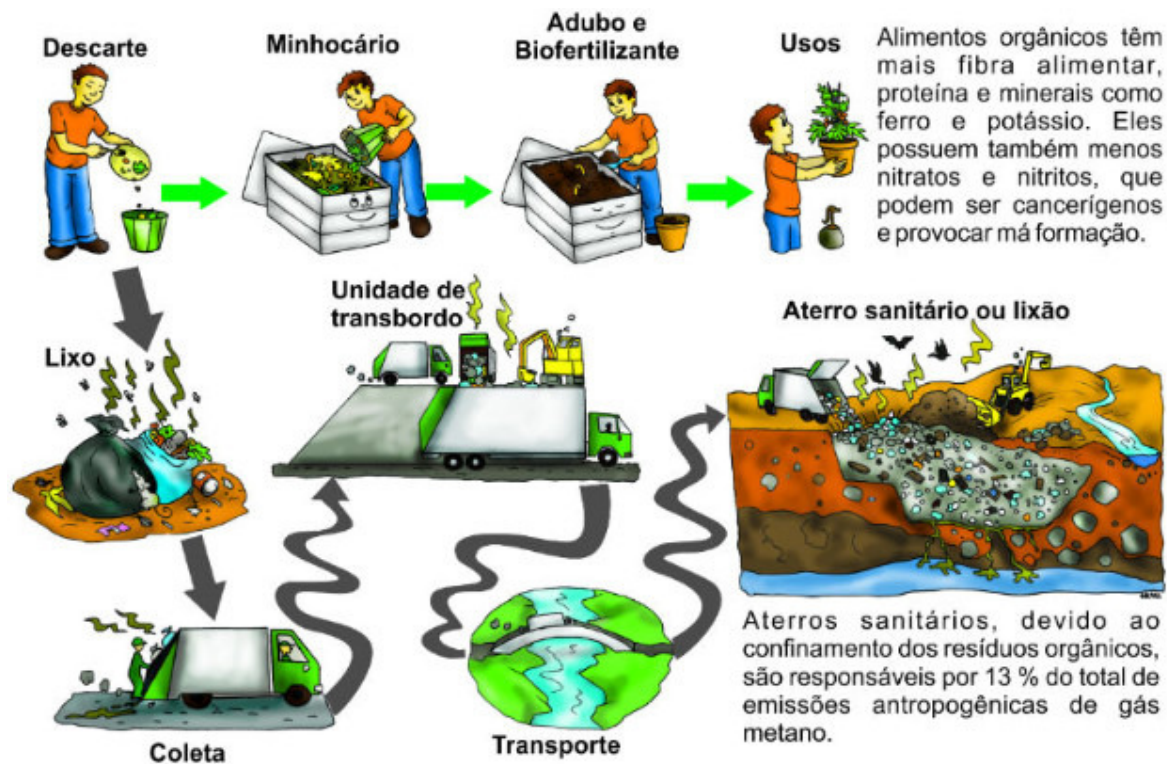 Descarte
Minhocário
Adubo e
Biofertilizante
Usos
Alimentos orgânicos têm
mais fibra alimentar,
proteína e minerais como
ferro e potássio. Eles
possuem também menos
nitratos e nitritos, que
podem ser cancerígenos
e provocar má formação.
Lixo
Unidade de
transbordo
Aterro sanitário ou lixão
Coleta
Transporte
Aterros sanitários, devido ao
confinamento dos resíduos orgânicos,
são responsáveis por 13 % do total de
emissões antropogênicas de gás
metano.